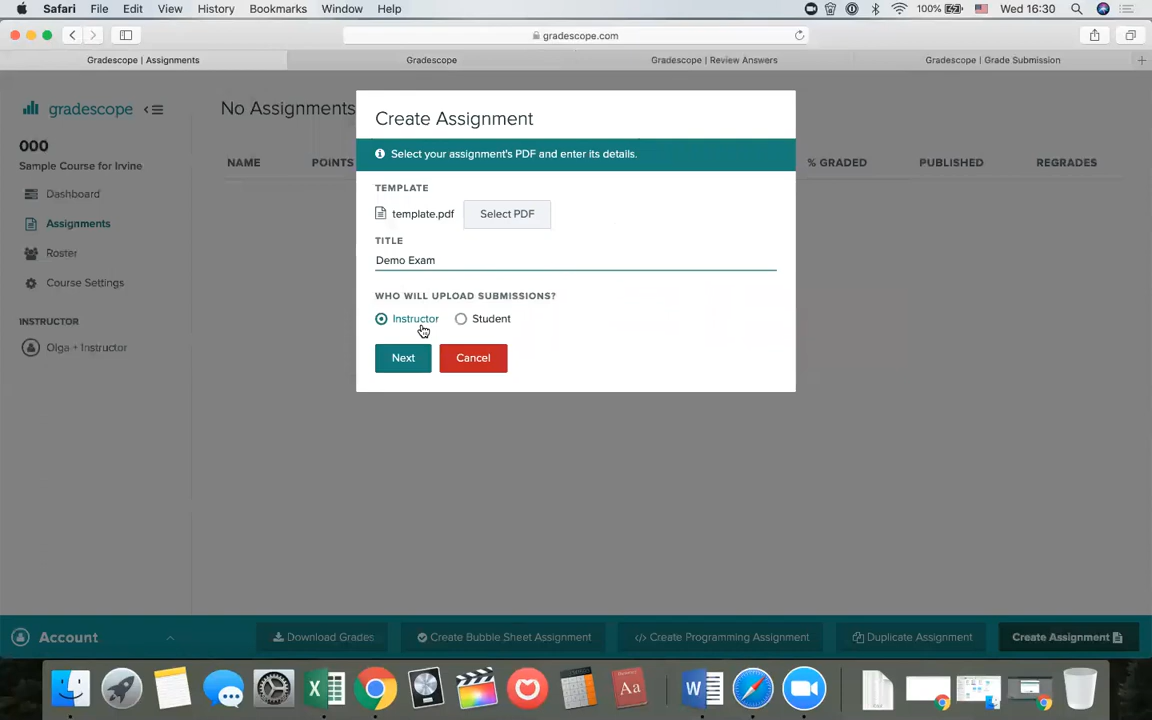 Safari File Edit View History Bookmarks Window Help 100% Wed 16:30
gradescope.com
Gradescope | Assignments Gradescope Gradescope | Review Answers Gradescope | Grade Submission
gradescope
No Assignments
000
Sample Course for Irvine
Dashboard
Assignments
Roster
Course Settings
INSTRUCTOR
Olga + Instructor
NAME POINTS % GRADED PUBLISHED REGRADES
Create Assignment
Select your assignment's PDF and enter its details.
TEMPLATE
template.pdf Select PDF
TITLE
Demo Exam
WHO WILL UPLOAD SUBMISSIONS?
Instructor Student
Next Cancel
Account Download Grades Create Bubble Sheet Assignment </> Create Programming Assignment Duplicate Assignment Create Assignment
Aa